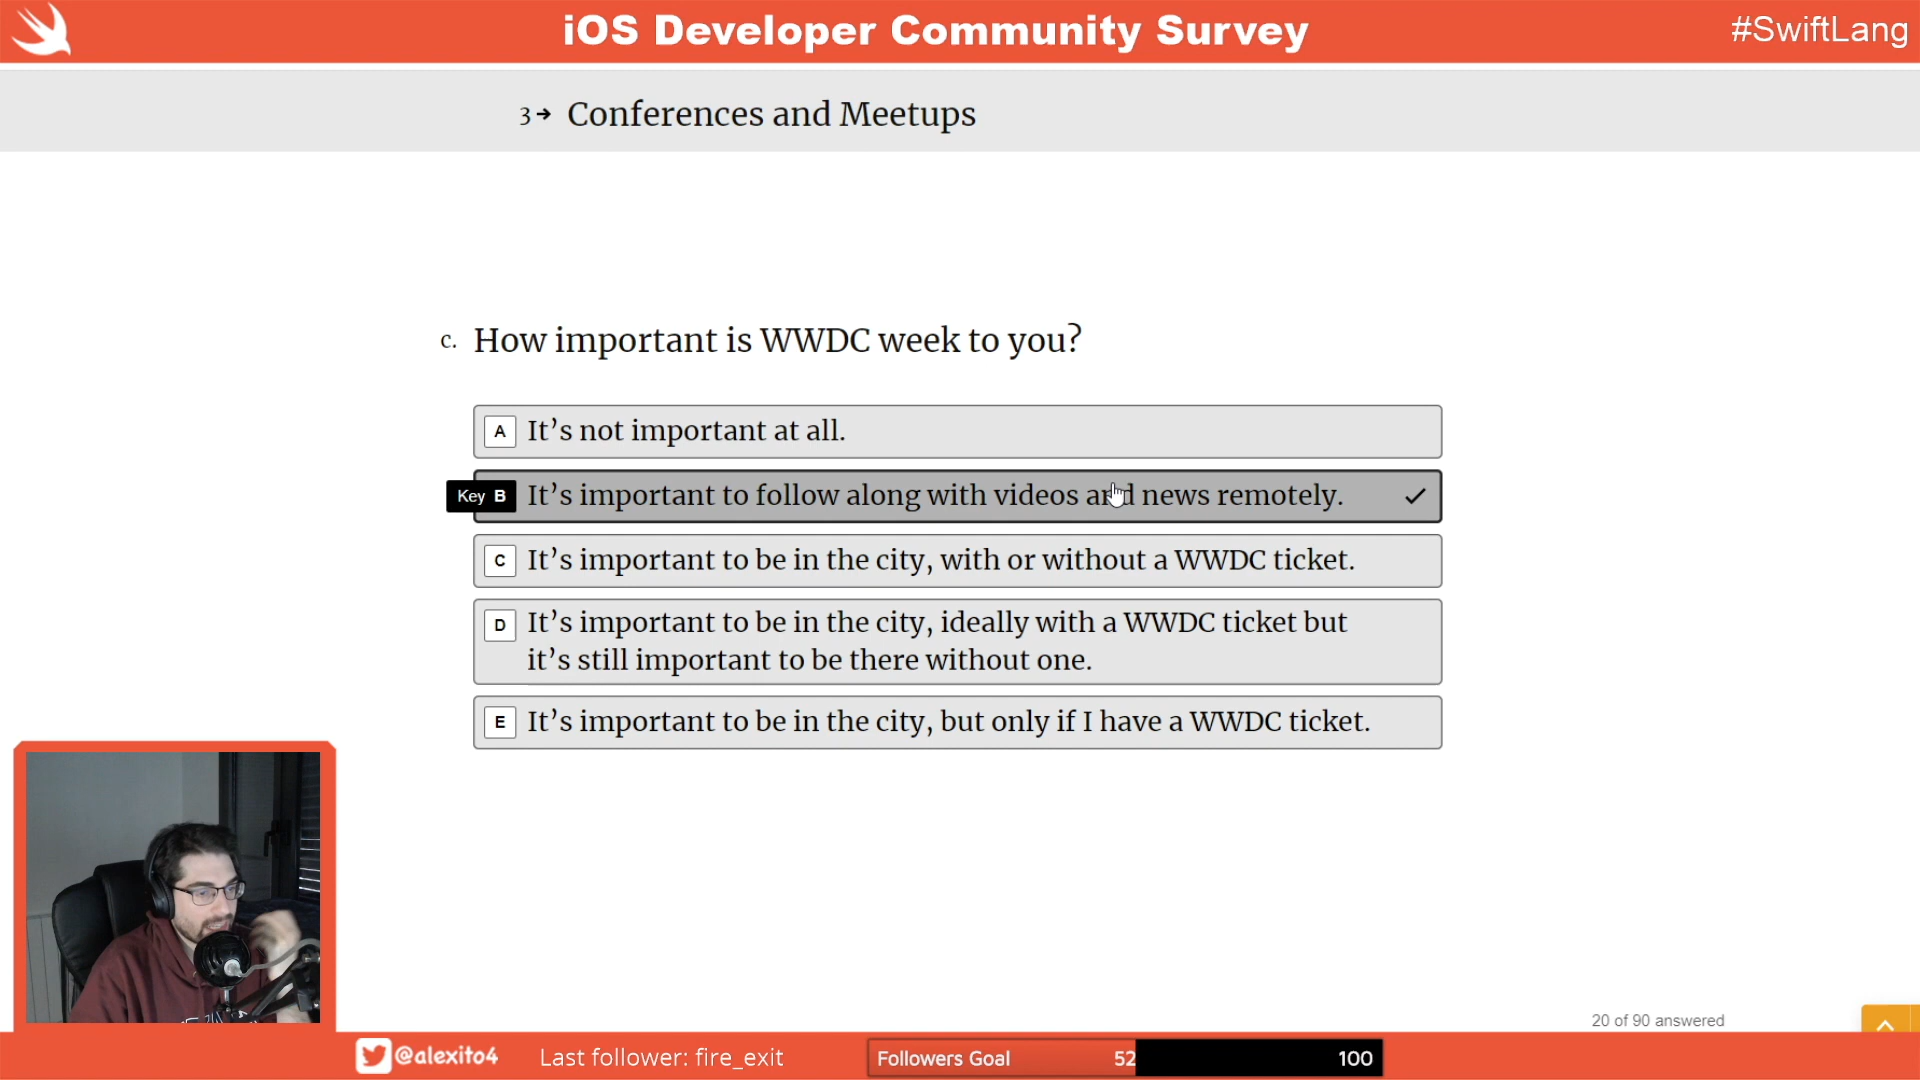 iOS Developer Community Survey
#SwiftLang
3 Conferences and Meetups
c. How important is WWDC week to you?
A It’s not important at all.
Key B It’s important to follow along with videos and news remotely.
C It’s important to be in the city, with or without a WWDC ticket.
D It’s important to be in the city, ideally with a WWDC ticket but
it’s still important to be there without one.
E It’s important to be in the city, but only if I have a WWDC ticket.
20 of 90 answered
@alexito4
Last follower: fire_exit
Followers Goal
52
100